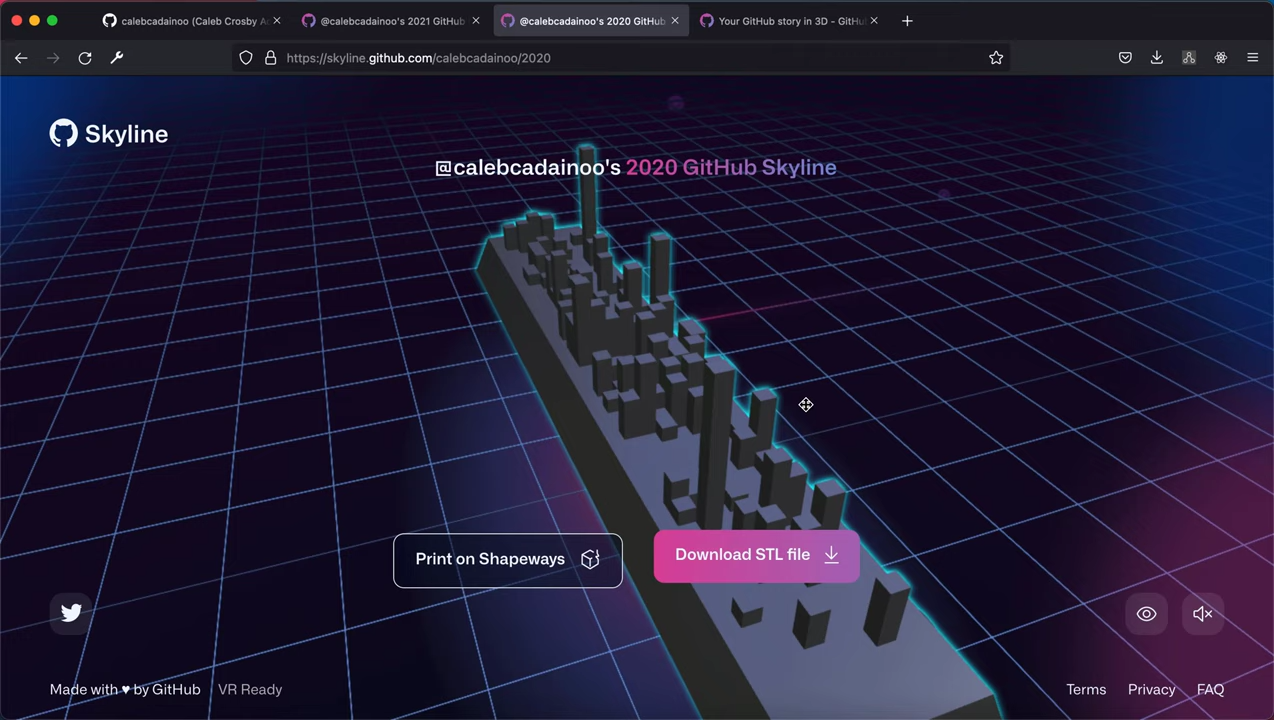 calebcadainoo (Caleb Crosby A
@calebcadainoo's 2021 GitHub
@calebcadainoo's 2020 GitHub
Your GitHub story in 3D - GitHu
https://skyline.github.com/calebcadainoo/2020
Skyline
@calebcadainoo's 2020 GitHub Skyline
Print on Shapeways
Download STL file
Made with ♥ by GitHub
VR Ready
Terms
Privacy
FAQ